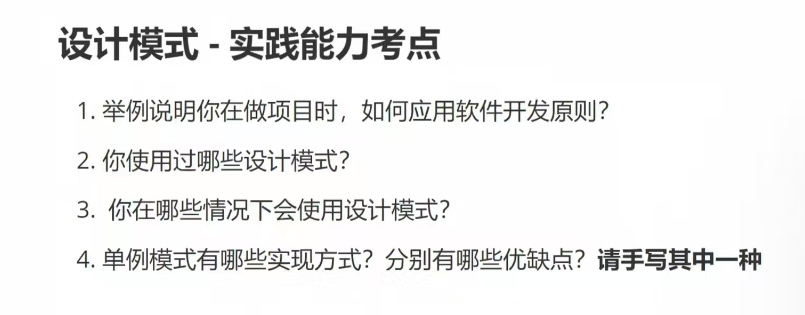 设计模式 - 实践能力考点
1. 举例说明你在做项目时，如何应用软件开发原则？
2. 你使用过哪些设计模式？
3. 你在哪些情况下会使用设计模式？
4. 单例模式有哪些实现方式？分别有哪些优缺点？请手写其中一种